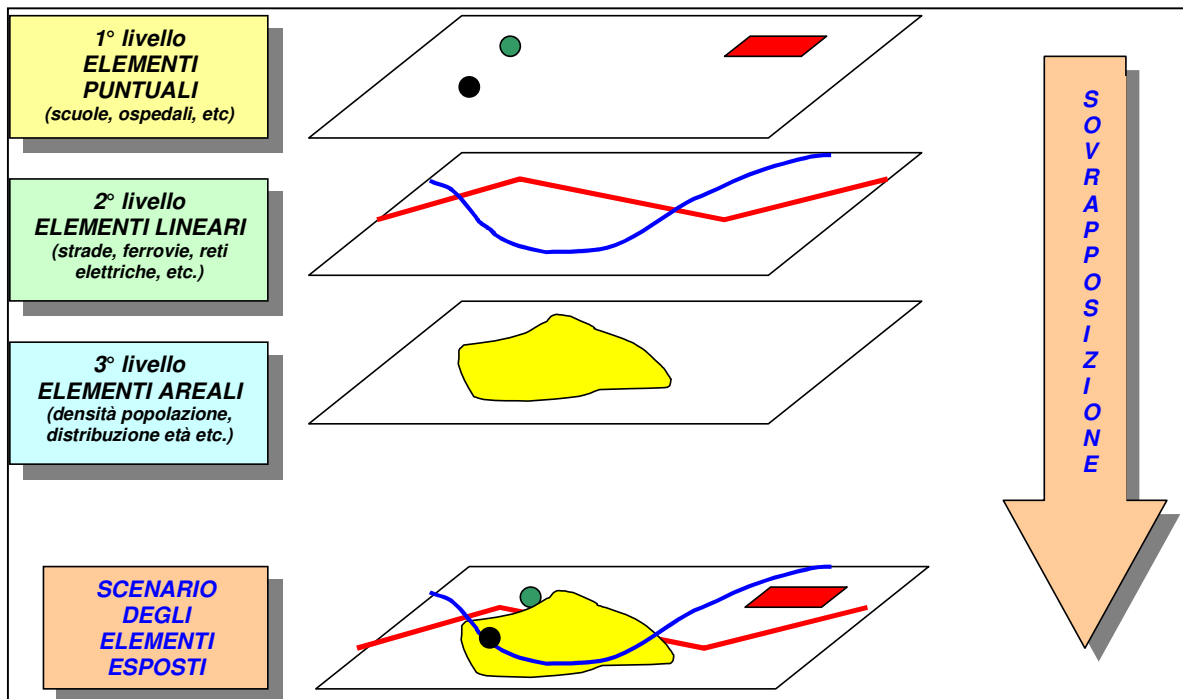 1° livello
ELEMENTI
PUNTUALI
(scuole, ospedali, etc)
2° livello
ELEMENTI LINEARI
(strade, ferrovie, reti
elettriche, etc.)
3° livello
ELEMENTI AREALI
(densità popolazione,
distribuzione età etc.)
SCENARIO
DEGLI
ELEMENTI
ESPOSTI
SOVRAPPOSIZIONE